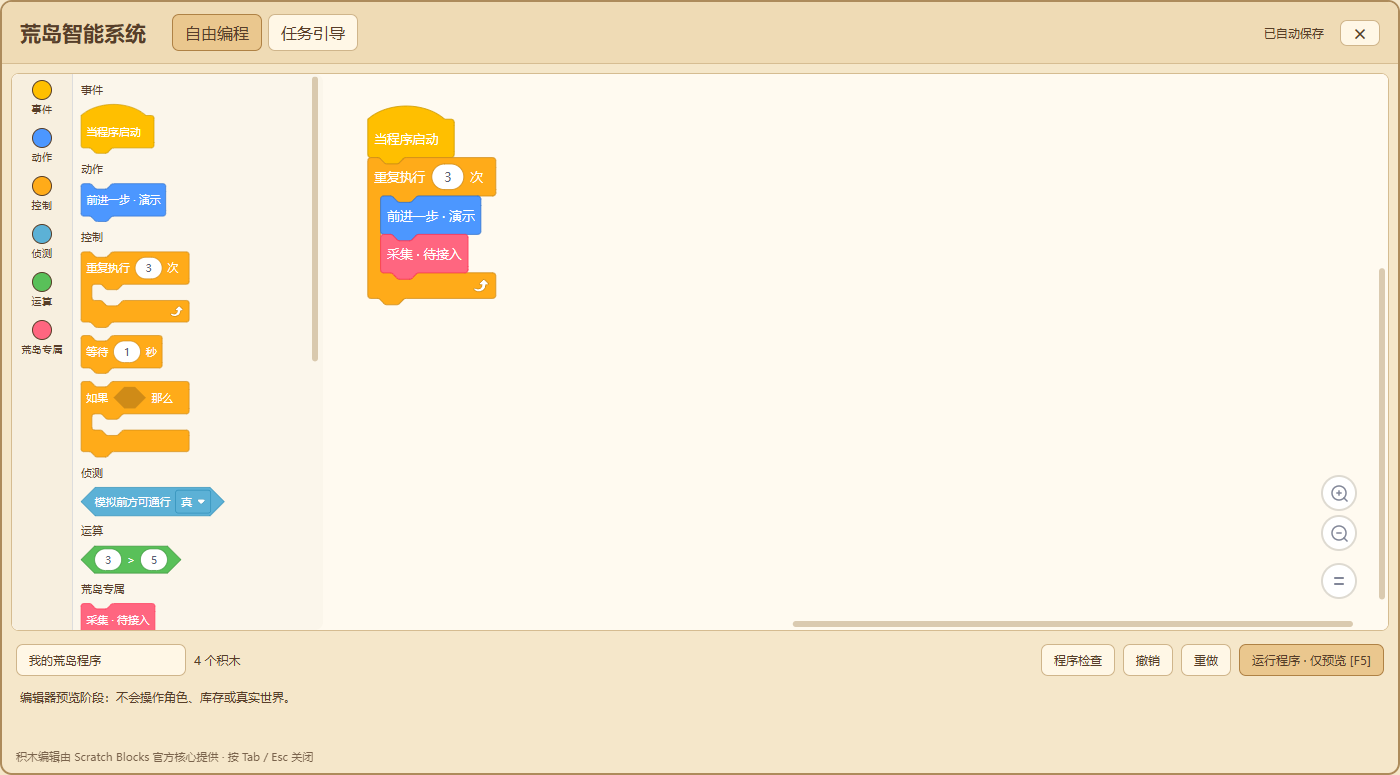 荒岛智能系统
自由编程
任务引导
已自动保存
事件
动作
控制
侦测
运算
荒岛专属
事件
当程序启动
动作
前进一步 · 演示
控制
重复执行 3 次
等待 1 秒
如果 那么
侦测
模拟前方可通行 真
运算
3 > 5
荒岛专属
采集 · 待接入
当程序启动
重复执行 3 次
前进一步 · 演示
采集 · 待接入
我的荒岛程序
4 个积木
程序检查
撤销
重做
运行程序 · 仅预览 [F5]
编辑器预览阶段：不会操作角色、库存或真实世界。
积木编辑由 Scratch Blocks 官方核心提供 · 按 Tab / Esc 关闭